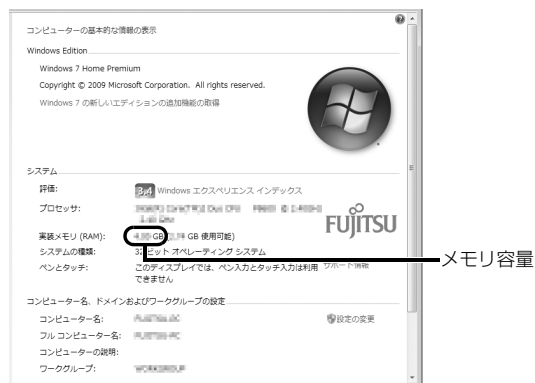 コンピューターの基本的な情報の表示
Windows Edition
Windows 7 Home Premium
Copyright © 2009 Microsoft Corporation. All rights reserved.
Windows 7 の新しいエディションの追加機能の取得
システム
評価:
Windows エクスペリエンス インデックス
プロセッサ:
FUJITSU
実装メモリ (RAM):
GB GB 使用可能)
システムの種類:
32 ビット オペレーティング システム
ペンとタッチ:
このディスプレイでは、ペン入力とタッチ入力は利用できません
サポート情報
メモリ容量
コンピューター名、ドメインおよびワークグループの設定
コンピューター名:
設定の変更
フル コンピューター名:
コンピューターの説明:
ワークグループ:
WORKGROUP